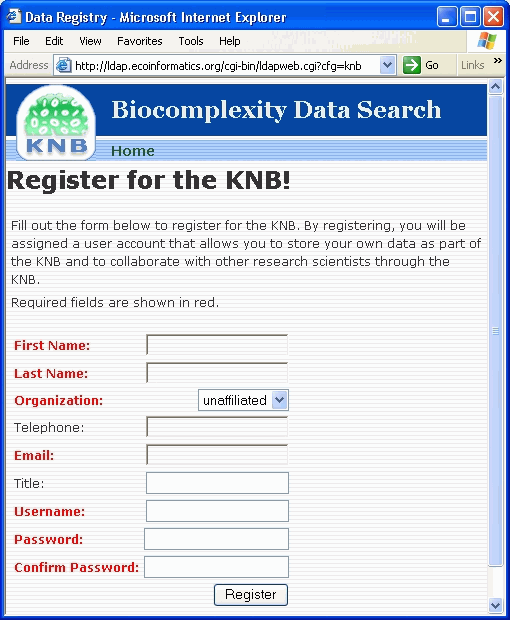 Data Registry - Microsoft Internet Explorer
File Edit View Favorites Tools Help
Address http://ldap.ecoinformatics.org/cgi-bin/ldapweb.cgi?cfg=knb Go Links »
KNB
Biocomplexity Data Search
Home
Register for the KNB!
Fill out the form below to register for the KNB. By registering, you will be
assigned a user account that allows you to store your own data as part of
the KNB and to collaborate with other research scientists through the
KNB.
Required fields are shown in red.
First Name:
Last Name:
Organization: unaffiliated
Telephone:
Email:
Title:
Username:
Password:
Confirm Password:
Register